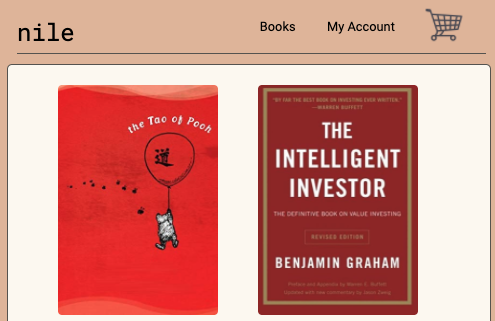 nile
Books
My Account
the Tao of Pooh
道
"BY FAR THE BEST BOOK ON INVESTING EVER WRITTEN."
—WARREN BUFFETT
THE
INTELLIGENT
INVESTOR
THE DEFINITIVE BOOK ON VALUE INVESTING
REVISED EDITION
BENJAMIN GRAHAM
Preface and Appendix by Warren E. Buffett
Updated with new commentary by Jason Zweig